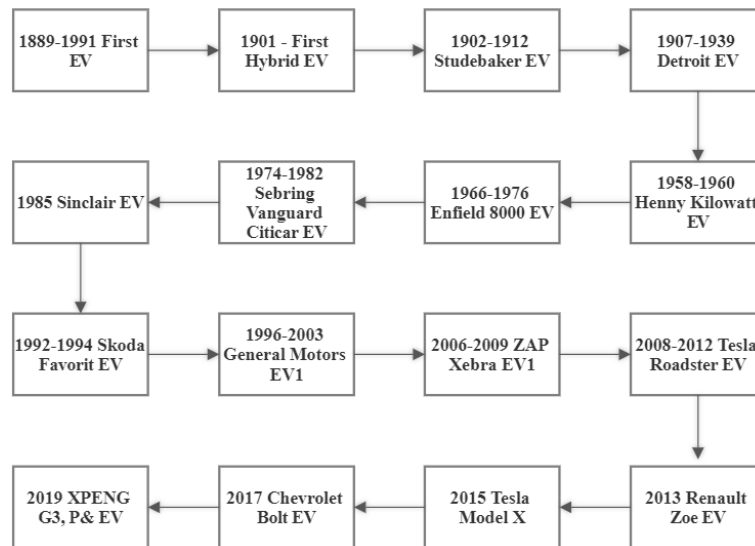 1889-1991 First
EV
1901 - First
Hybrid EV
1902-1912
Studebaker EV
1907-1939
Detroit EV
1958-1960
Henny Kilowatt
EV
1966-1976
Enfield 8000 EV
1974-1982
Sebring
Vanguard
Citicar EV
1985 Sinclair EV
1992-1994 Skoda
Favorit EV
1996-2003
General Motors
EV1
2006-2009 ZAP
Xebra EV1
2008-2012 Tesla
Roadster EV
2013 Renault
Zoe EV
2015 Tesla
Model X
2017 Chevrolet
Bolt EV
2019 XPENG
G3, P& EV